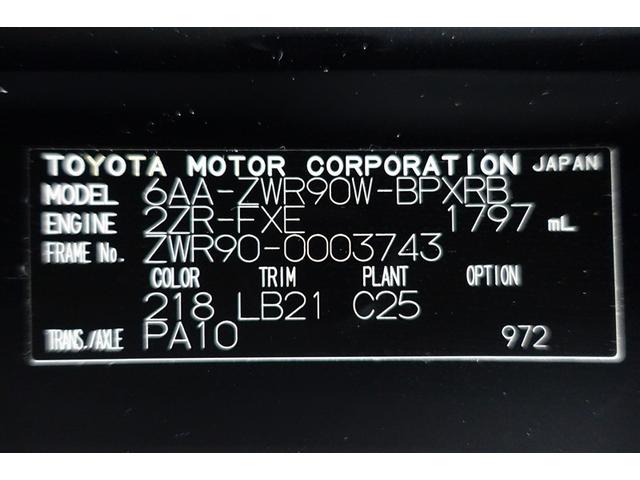 TOYOTA MOTOR CORPORATION JAPAN
MODEL 6AA-ZWR90W-BPXRB
ENGINE 2ZR-FXE 1797 mL
FRAME No. ZWR90-0003743
COLOR TRIM PLANT OPTION
218 LB21 C25
TRANS./AXLE PA10 972